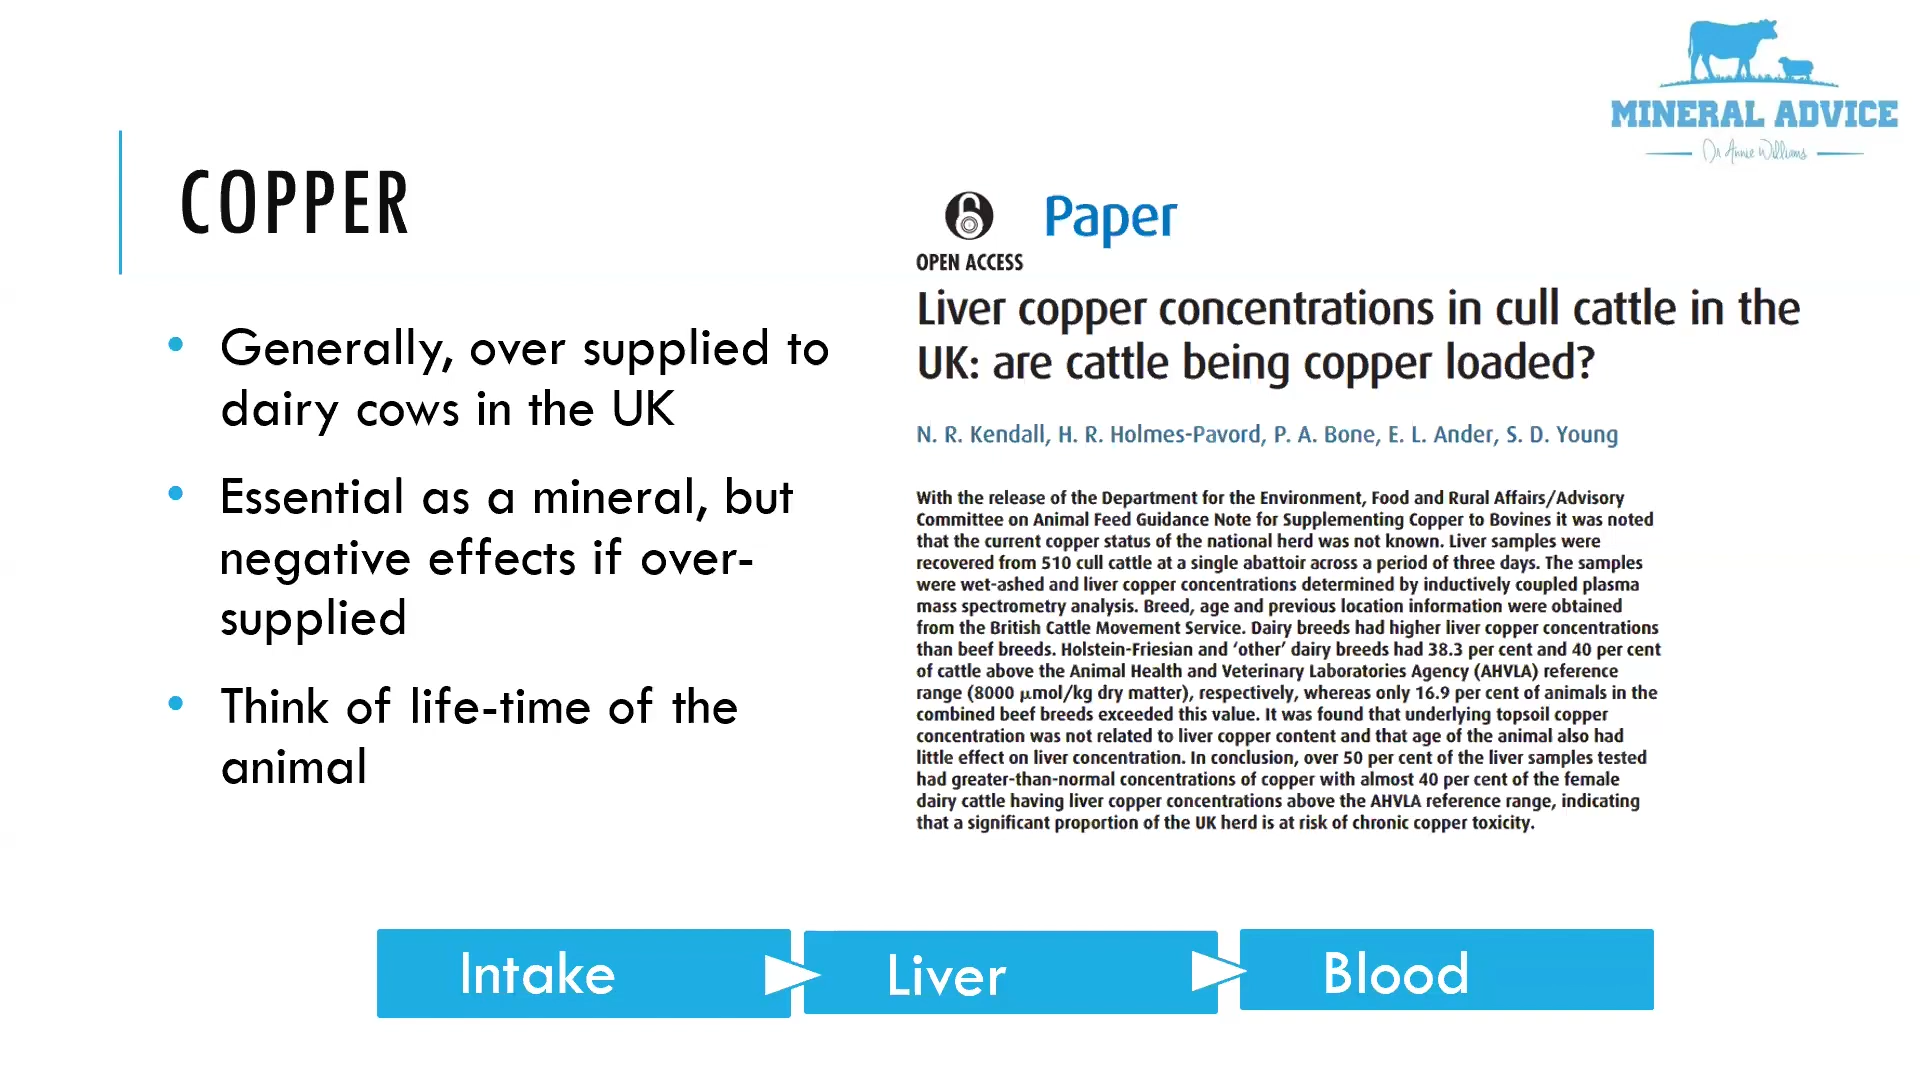 MINERAL ADVICE
Dr Annie Williams
COPPER
• Generally, over supplied to
dairy cows in the UK
• Essential as a mineral, but
negative effects if over-
supplied
• Think of life-time of the
animal
OPEN ACCESS
Paper
Liver copper concentrations in cull cattle in the
UK: are cattle being copper loaded?
N. R. Kendall, H. R. Holmes-Pavord, P. A. Bone, E. L. Ander, S. D. Young
With the release of the Department for the Environment, Food and Rural Affairs/Advisory
Committee on Animal Feed Guidance Note for Supplementing Copper to Bovines it was noted
that the current copper status of the national herd was not known. Liver samples were
recovered from 510 cull cattle at a single abattoir across a period of three days. The samples
were wet-ashed and liver copper concentrations determined by inductively coupled plasma
mass spectrometry analysis. Breed, age and previous location information were obtained
from the British Cattle Movement Service. Dairy breeds had higher liver copper concentrations
than beef breeds. Holstein-Friesian and ‘other’ dairy breeds had 38.3 per cent and 40 per cent
of cattle above the Animal Health and Veterinary Laboratories Agency (AHVLA) reference
range (8000 μmol/kg dry matter), respectively, whereas only 16.9 per cent of animals in the
combined beef breeds exceeded this value. It was found that underlying topsoil copper
concentration was not related to liver copper content and that age of the animal also had
little effect on liver concentration. In conclusion, over 50 per cent of the liver samples tested
had greater-than-normal concentrations of copper with almost 40 per cent of the female
dairy cattle having liver copper concentrations above the AHVLA reference range, indicating
that a significant proportion of the UK herd is at risk of chronic copper toxicity.
Intake
Liver
Blood